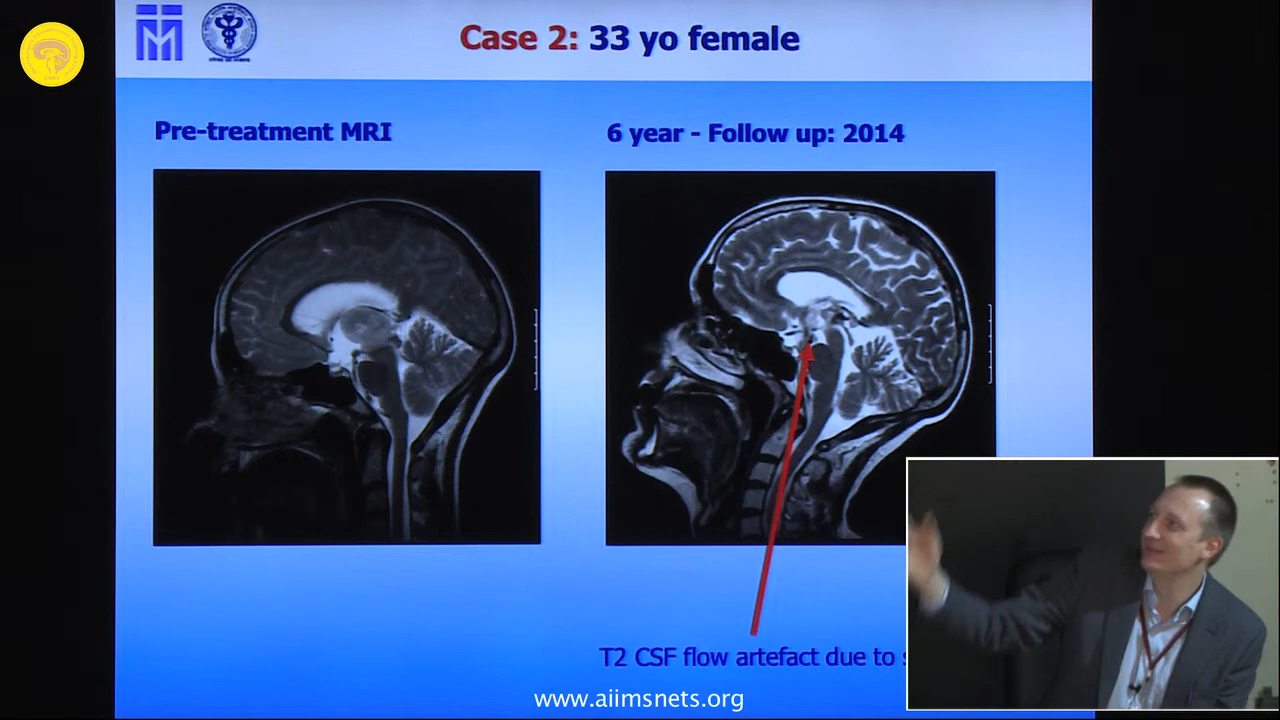 Case 2: 33 yo female
Pre-treatment MRI
6 year - Follow up: 2014
T2 CSF flow artefact due to
www.aiimsnets.org